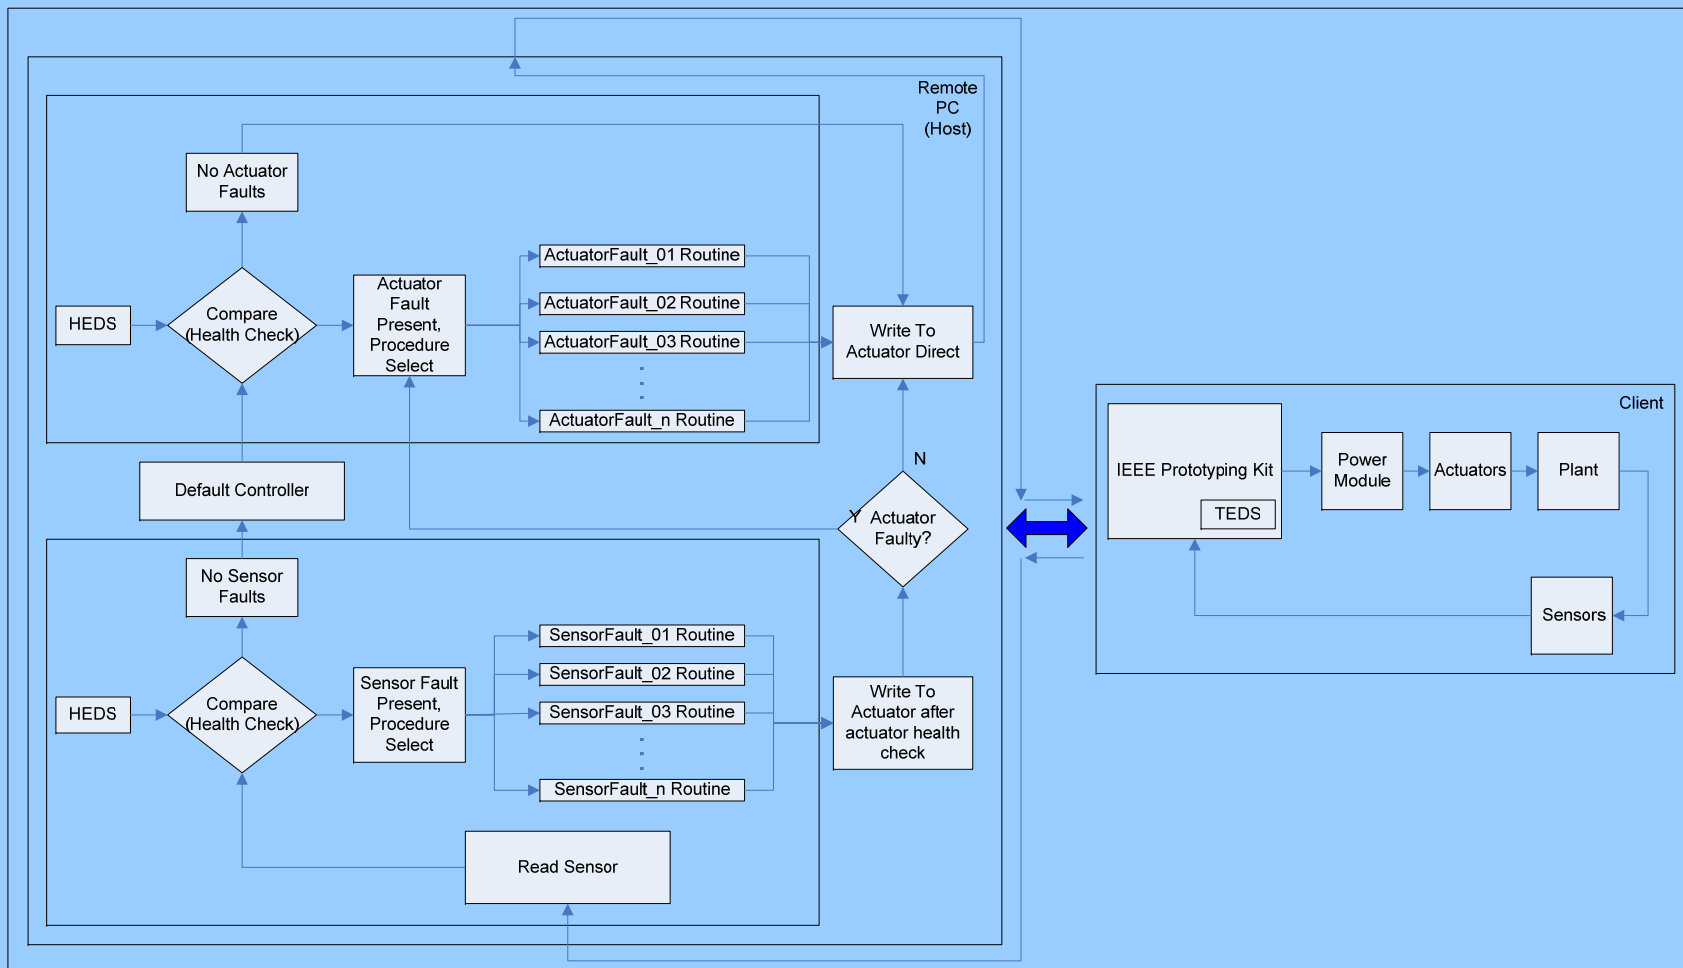 Remote
PC
(Host)
No Actuator
Faults
ActuatorFault_01 Routine
Actuator
Fault
Present,
Procedure
Select
ActuatorFault_02 Routine
HEDS
Compare
(Health Check)
ActuatorFault_03 Routine
Write To
Actuator Direct
ActuatorFault_n Routine
Client
N
IEEE Prototyping Kit
Power
Module
Actuators
Plant
Default Controller
TEDS
Y
Actuator
Faulty?
No Sensor
Faults
Sensors
SensorFault_01 Routine
SensorFault_02 Routine
Sensor Fault
Present,
Procedure
Select
HEDS
Compare
(Health Check)
SensorFault_03 Routine
Write To
Actuator after
actuator health
check
SensorFault_n Routine
Read Sensor